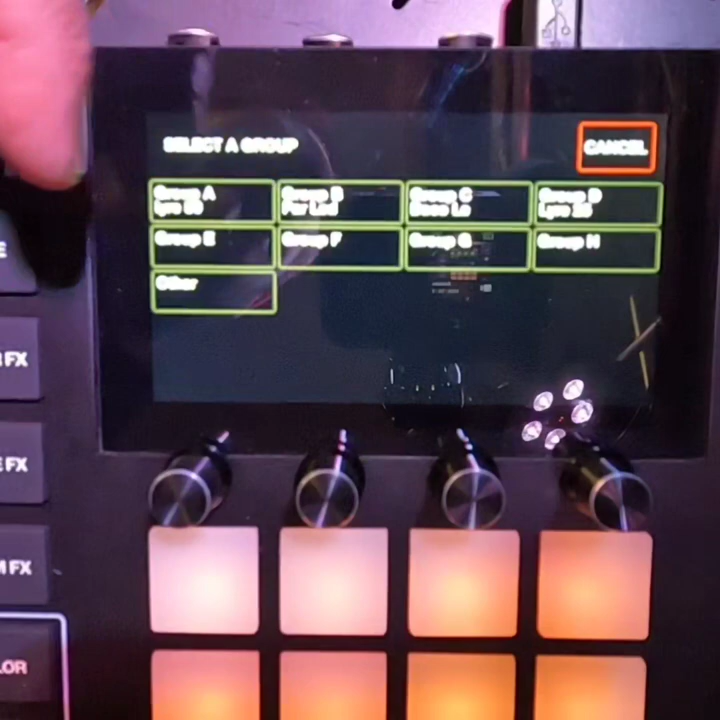 SELECT A GROUP
CANCEL
Group A
Group B
Group C
Group D
Group E
Group F
Group G
Group H
Other
E
FX
E FX
M FX
LOR